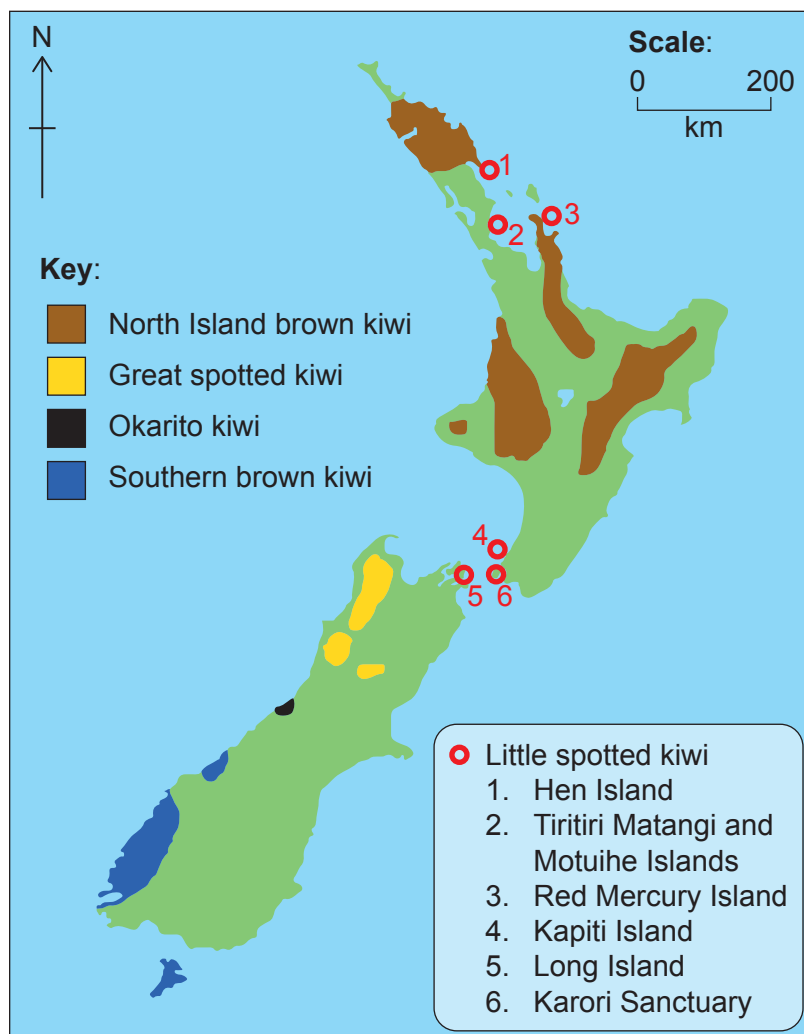 N
Scale:
0 200
km
1
2
3
Key:
North Island brown kiwi
Great spotted kiwi
Okarito kiwi
Southern brown kiwi
4
5
6
Little spotted kiwi
1. Hen Island
2. Tiritiri Matangi and
Motuihe Islands
3. Red Mercury Island
4. Kapiti Island
5. Long Island
6. Karori Sanctuary